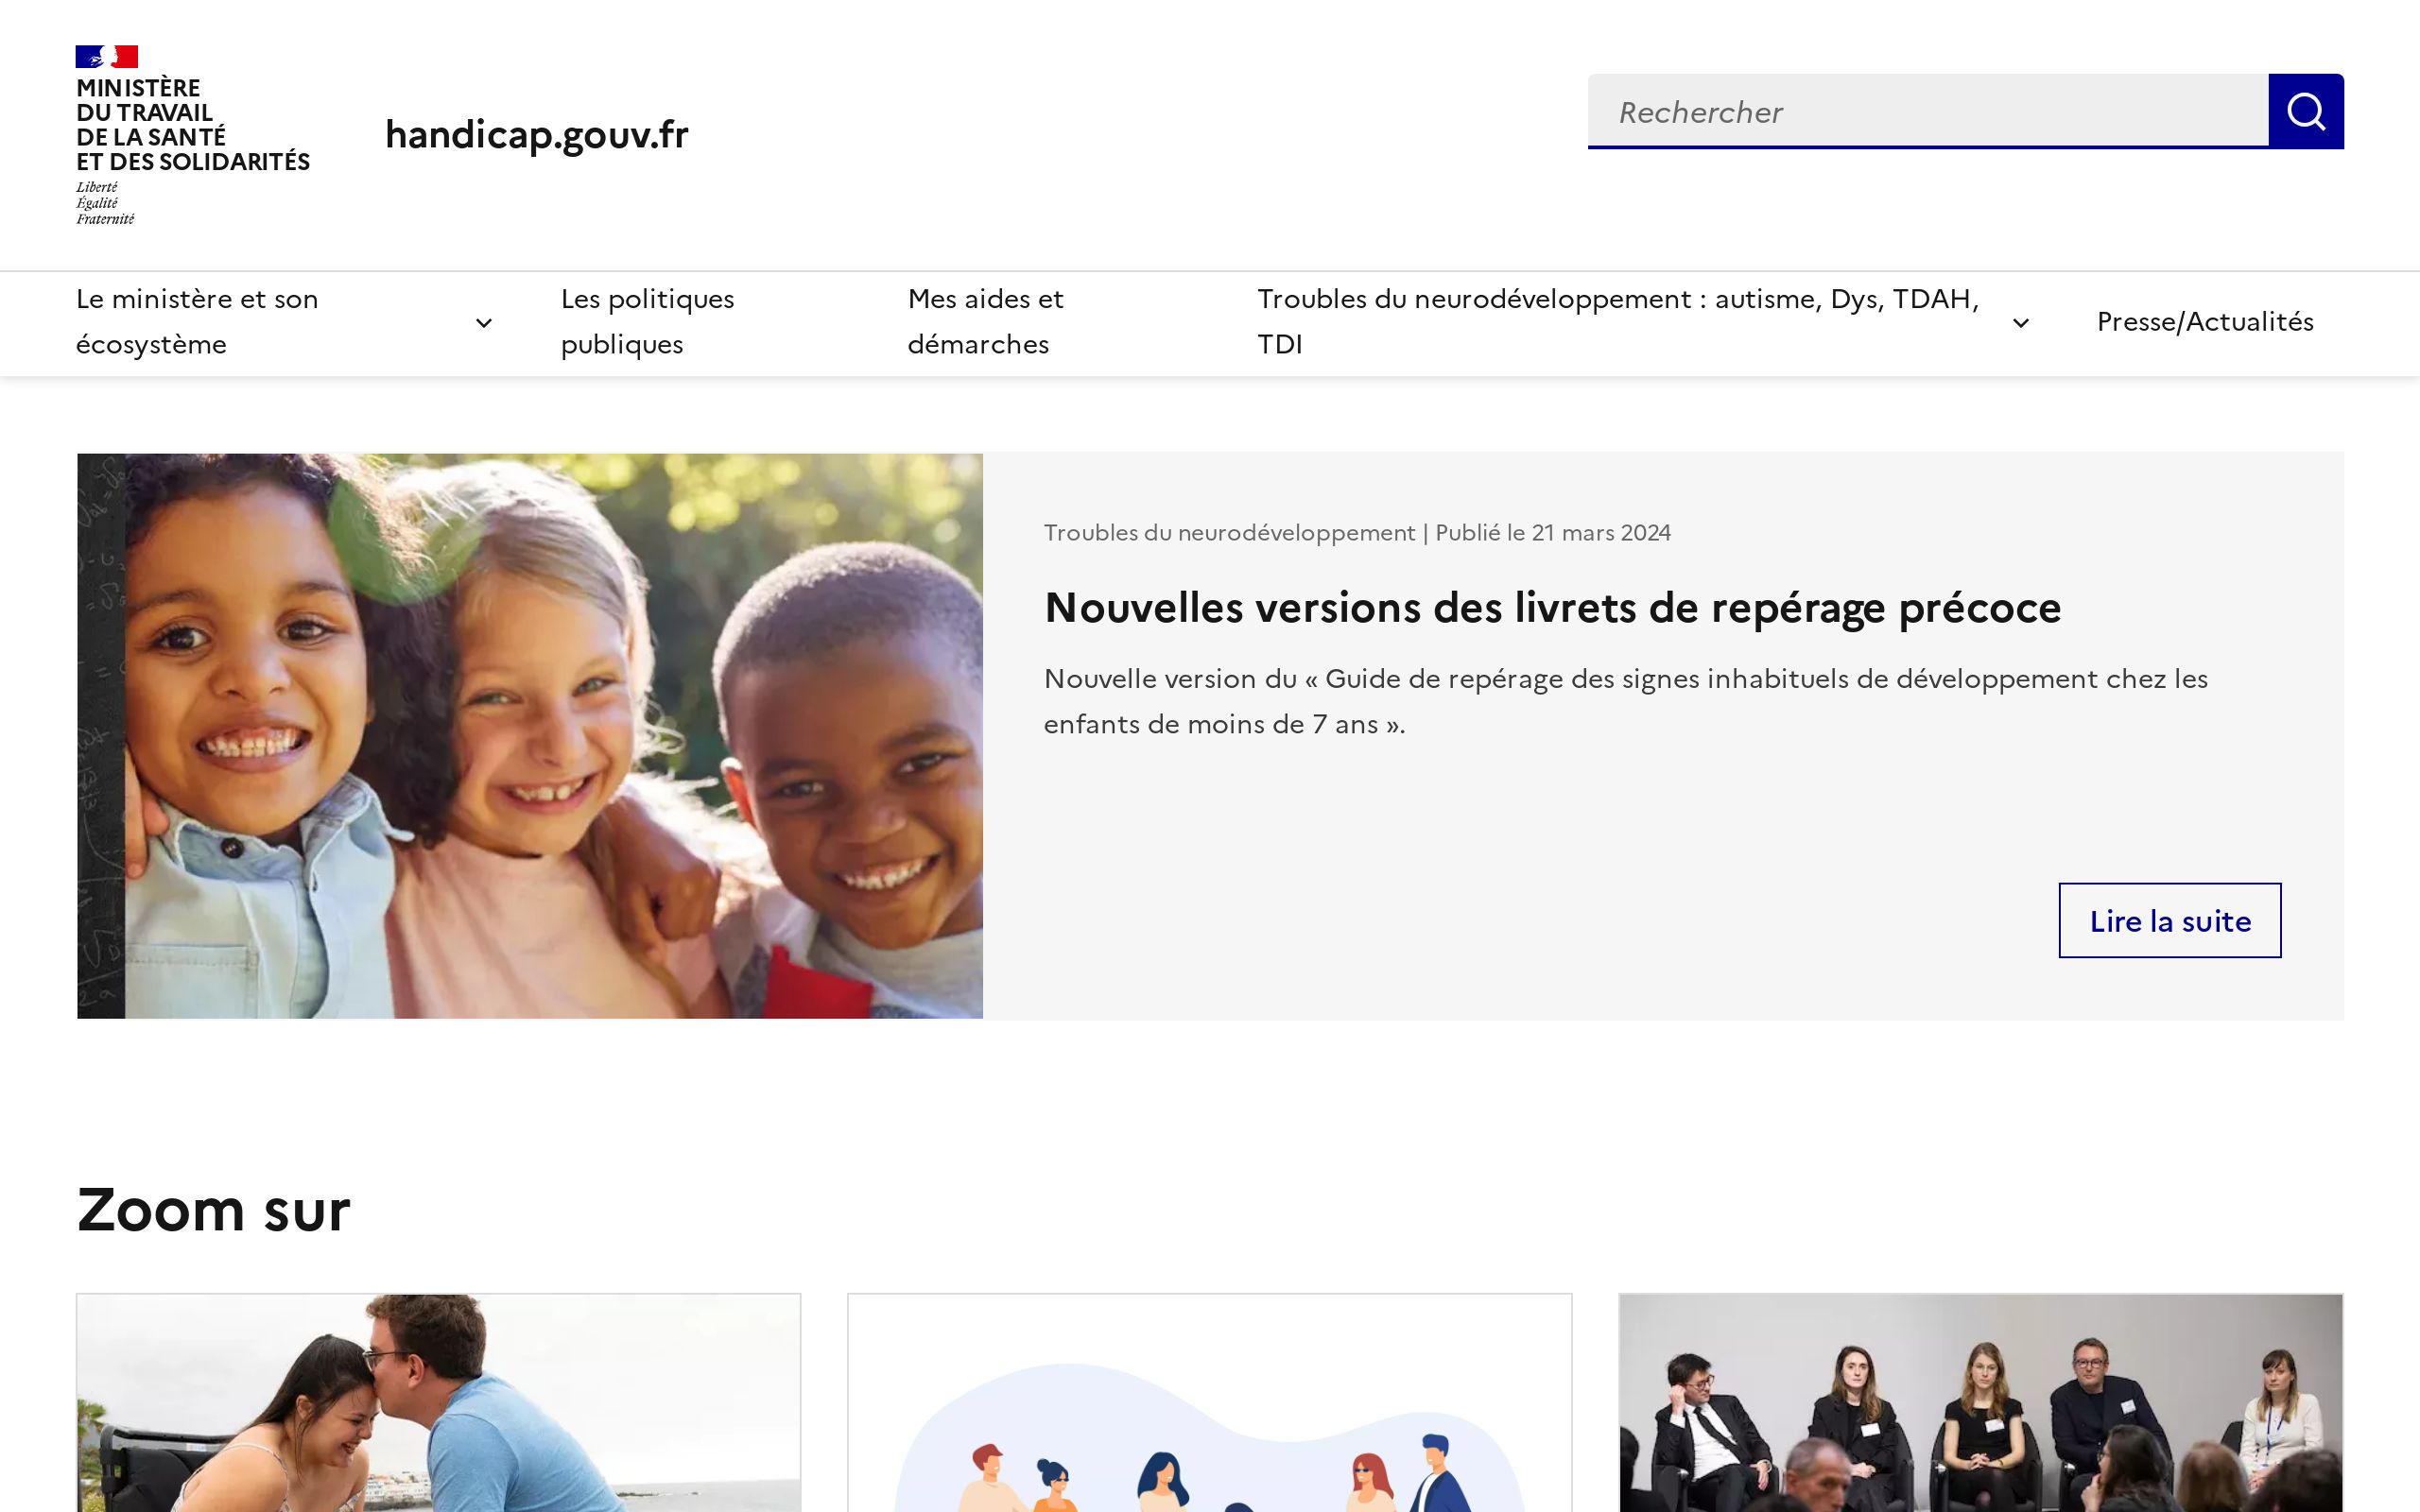 MINISTÈRE
DU TRAVAIL
DE LA SANTÉ
ET DES SOLIDARITÉS
Liberté
Égalité
Fraternité
handicap.gouv.fr
Rechercher
Le ministère et son
écosystème
Les politiques
publiques
Mes aides et
démarches
Troubles du neurodéveloppement : autisme, Dys, TDAH,
TDI
Presse/Actualités
Troubles du neurodéveloppement | Publié le 21 mars 2024
Nouvelles versions des livrets de repérage précoce
Nouvelle version du « Guide de repérage des signes inhabituels de développement chez les
enfants de moins de 7 ans ».
Lire la suite
Zoom sur